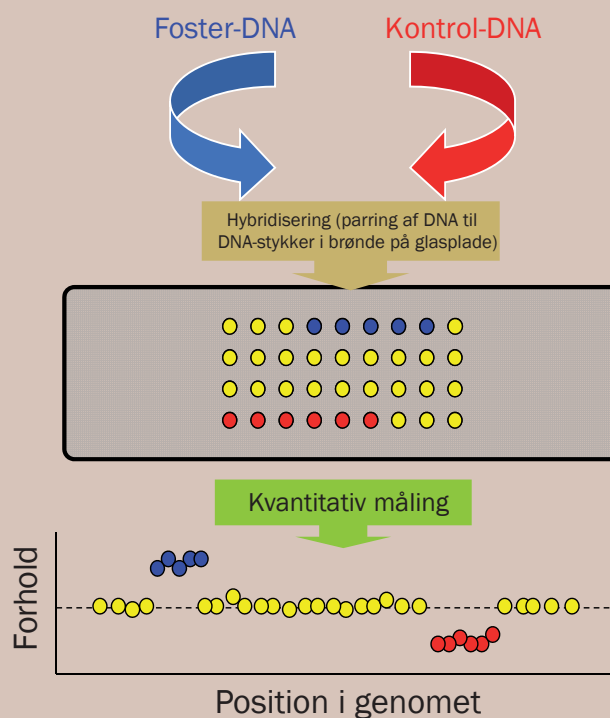 Foster-DNA
Kontrol-DNA
Hybridisering (parring af DNA til
DNA-stykker i brønde på glasplade)
Kvantitativ måling
Forhold
Position i genomet